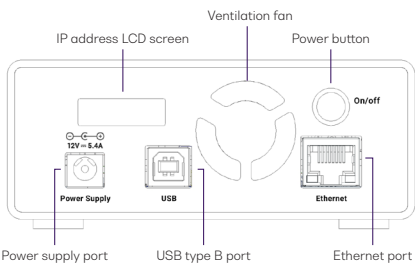 Ventilation fan
IP address LCD screen
Power button
On/off
12V⎓5.4A
Power Supply
USB
Ethernet
Power supply port
USB type B port
Ethernet port